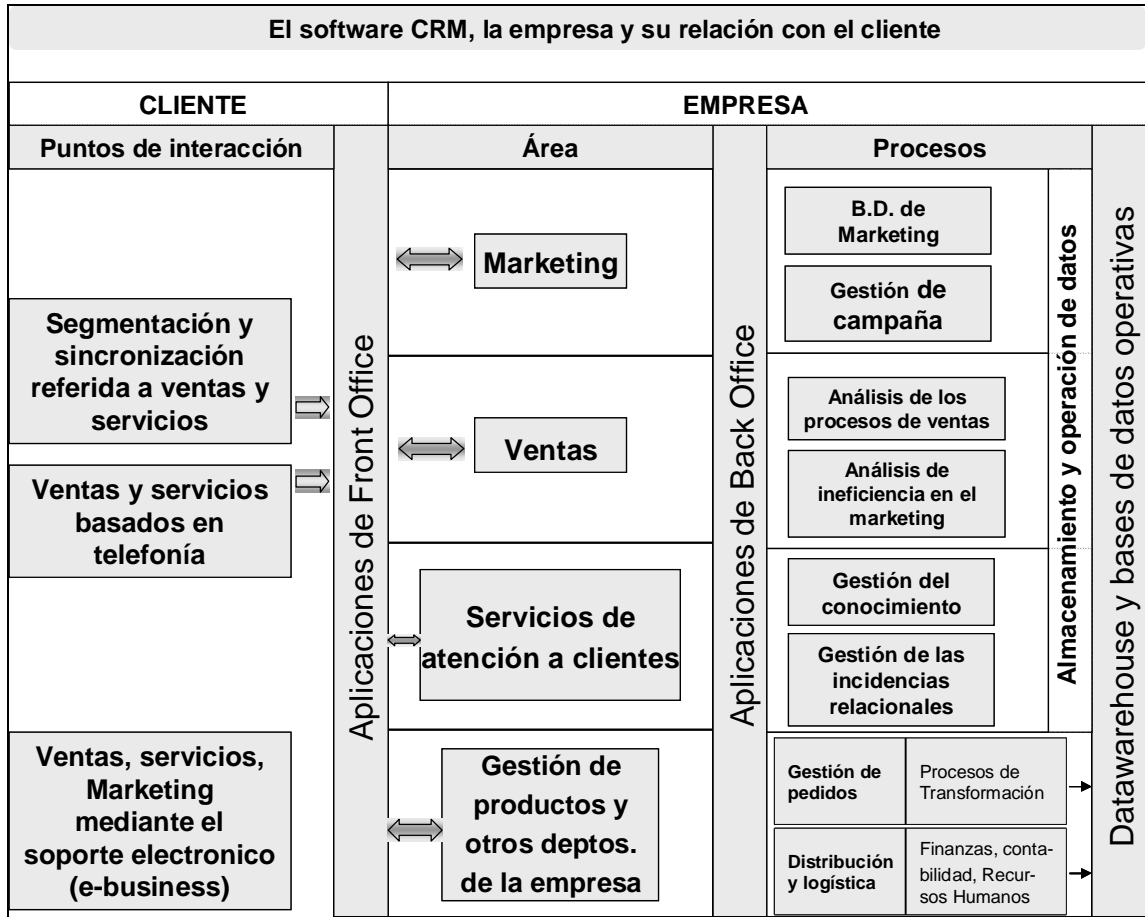 El software CRM, la empresa y su relación con el cliente
CLIENTE
EMPRESA
Puntos de interacción
Área
Procesos
Segmentación y
sincronización
referida a ventas y
servicios
Ventas y servicios
basados en
telefonía
Ventas, servicios,
Marketing
mediante el
soporte electronico
(e-business)
Aplicaciones de Front Office
Marketing
Ventas
Servicios de
atención a clientes
Gestión de
productos y
otros deptos.
de la empresa
Aplicaciones de Back Office
B.D. de
Marketing
Gestión de
campaña
Análisis de los
procesos de ventas
Análisis de
ineficiencia en el
marketing
Gestión del
conocimiento
Gestión de las
incidencias
relacionales
Gestión de
pedidos
Procesos de
Transformación
Distribución
y logística
Finanzas, conta-
bilidad, Recur-
sos Humanos
Almacenamiento y operación de datos
Datawarehouse y bases de datos operativas